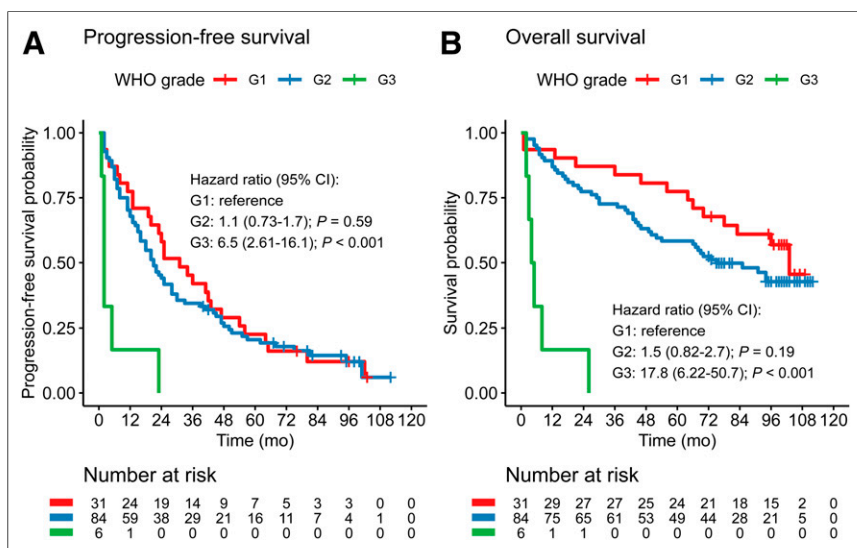 A Progression-free survival
WHO grade G1 G2 G3
Progression-free survival probability
1.00
0.75
0.50
0.25
0.00
Hazard ratio (95% CI):
G1: reference
G2: 1.1 (0.73-1.7); P = 0.59
G3: 6.5 (2.61-16.1); P < 0.001
0 12 24 36 48 60 72 84 96 108 120
Time (mo)
Number at risk
31 24 19 14 9 7 5 3 3 0 0
84 59 38 29 21 16 11 7 4 1 0
6 1 0 0 0 0 0 0 0 0 0
B Overall survival
WHO grade G1 G2 G3
Survival probability
1.00
0.75
0.50
0.25
0.00
Hazard ratio (95% CI):
G1: reference
G2: 1.5 (0.82-2.7); P = 0.19
G3: 17.8 (6.22-50.7); P < 0.001
0 12 24 36 48 60 72 84 96 108 120
Time (mo)
Number at risk
31 29 27 27 25 24 21 18 15 2 0
84 75 65 61 53 49 44 28 21 5 0
6 1 1 0 0 0 0 0 0 0 0